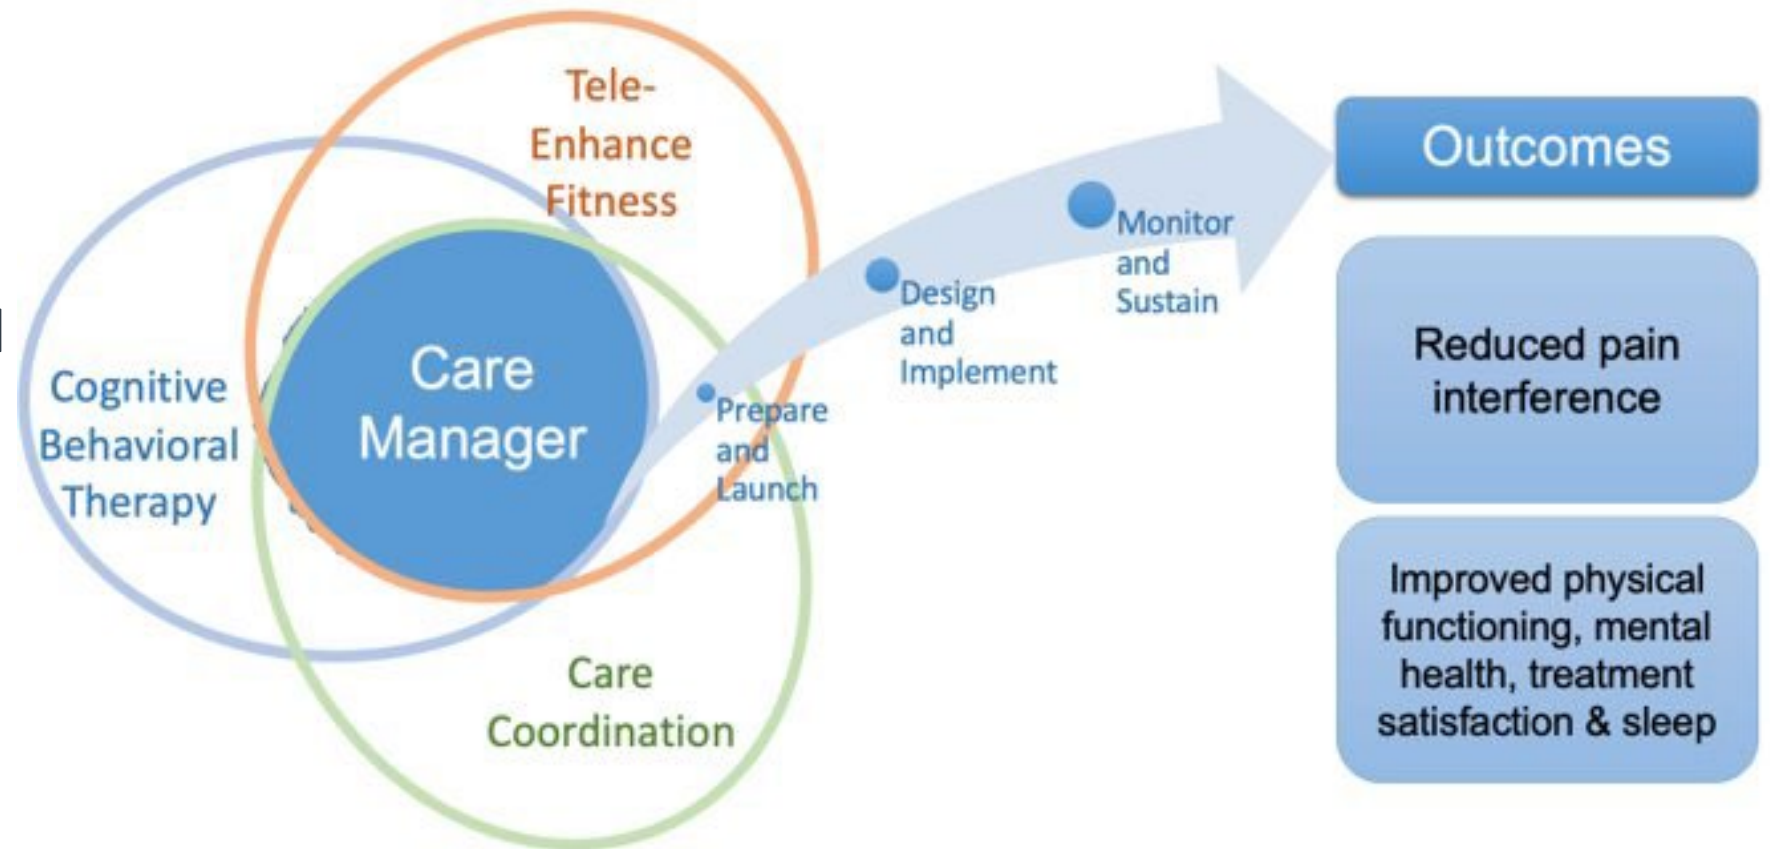 Tele-
Enhance
Fitness
Cognitive
Behavioral
Therapy
Care
Manager
Care
Coordination
Prepare
and
Launch
Design
and
Implement
Monitor
and
Sustain
Outcomes
Reduced pain
interference
Improved physical
functioning, mental
health, treatment
satisfaction & sleep